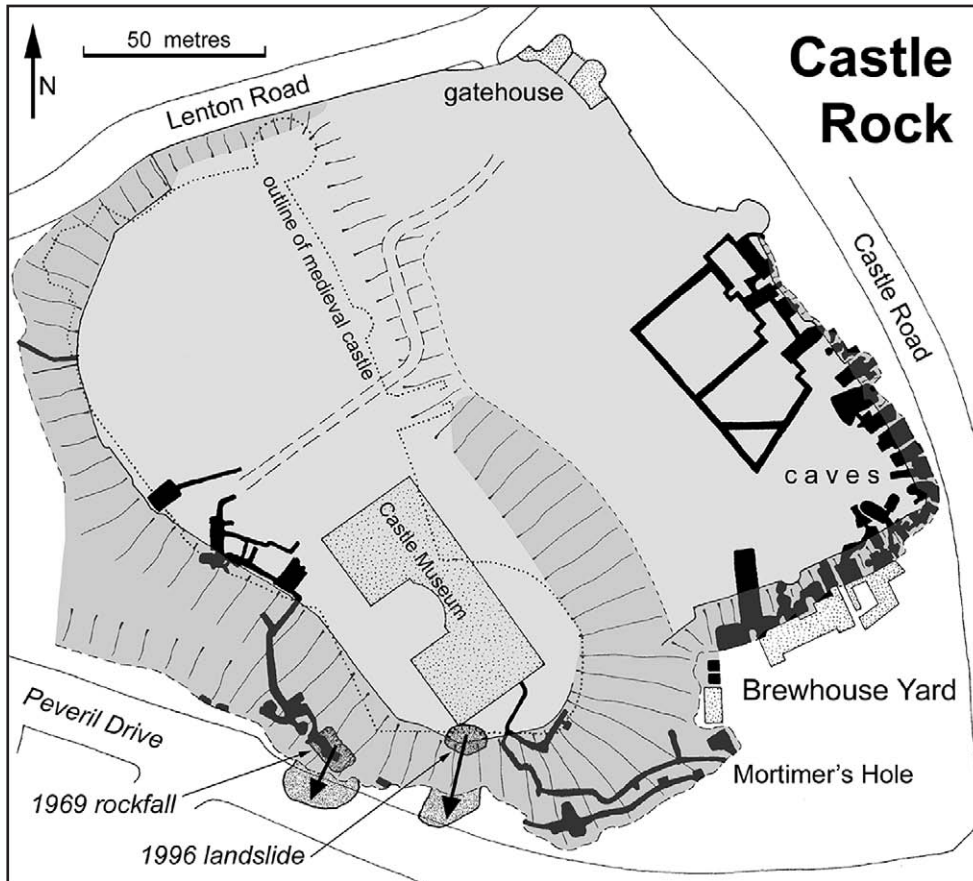 50 metres
N
Lenton Road
gatehouse
Castle
Rock
outline of medieval castle
Castle Road
caves
Castle Museum
Brewhouse Yard
Peveril Drive
Mortimer's Hole
1969 rockfall
1996 landslide